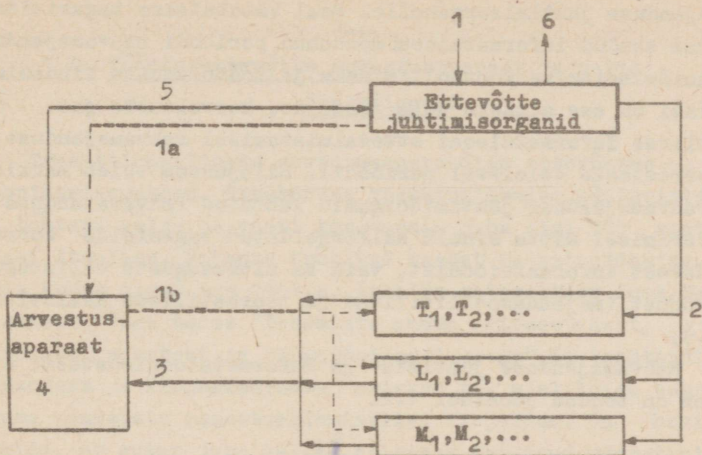 1 6
5
Ettevõtte
juhtimisorganid
1a
1b
T₁,T₂,...
2
Arvestus-
aparaat
4
3
L₁,L₂,...
M₁,M₂,...